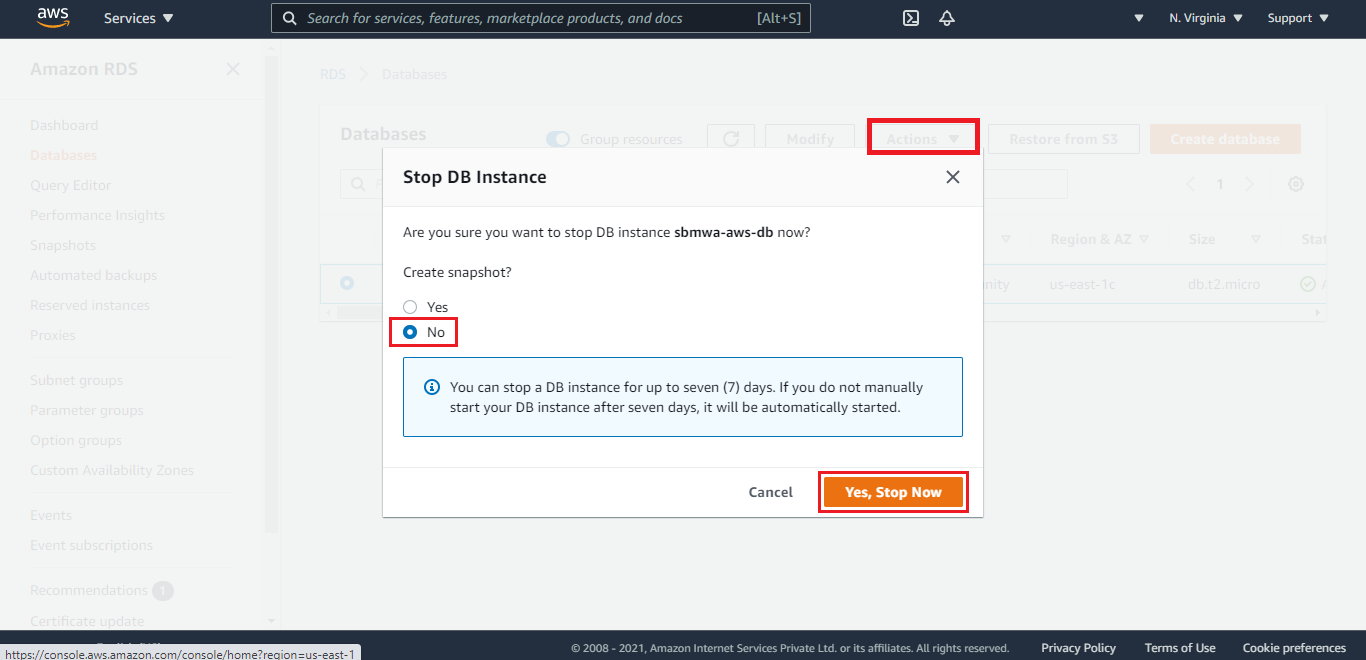 aws
Services
Search for services, features, marketplace products, and docs
[Alt+S]
N. Virginia
Support
Amazon RDS
Dashboard
Databases
Query Editor
Performance Insights
Snapshots
Automated backups
Reserved instances
Proxies
Subnet groups
Parameter groups
Option groups
Custom Availability Zones
Events
Event subscriptions
Recommendations 1
Certificate update
RDS
Databases
Databases
Group resources
Modify
Actions
Restore from S3
Create database
1
Region & AZ
Size
us-east-1c
db.t2.micro
Stop DB Instance
Are you sure you want to stop DB instance sbmwa-aws-db now?
Create snapshot?
Yes
No
You can stop a DB instance for up to seven (7) days. If you do not manually
start your DB instance after seven days, it will be automatically started.
Cancel
Yes, Stop Now
© 2008 - 2021, Amazon Internet Services Private Ltd. or its affiliates. All rights reserved.
Privacy Policy
Terms of Use
Cookie preferences
https://console.aws.amazon.com/console/home?region=us-east-1